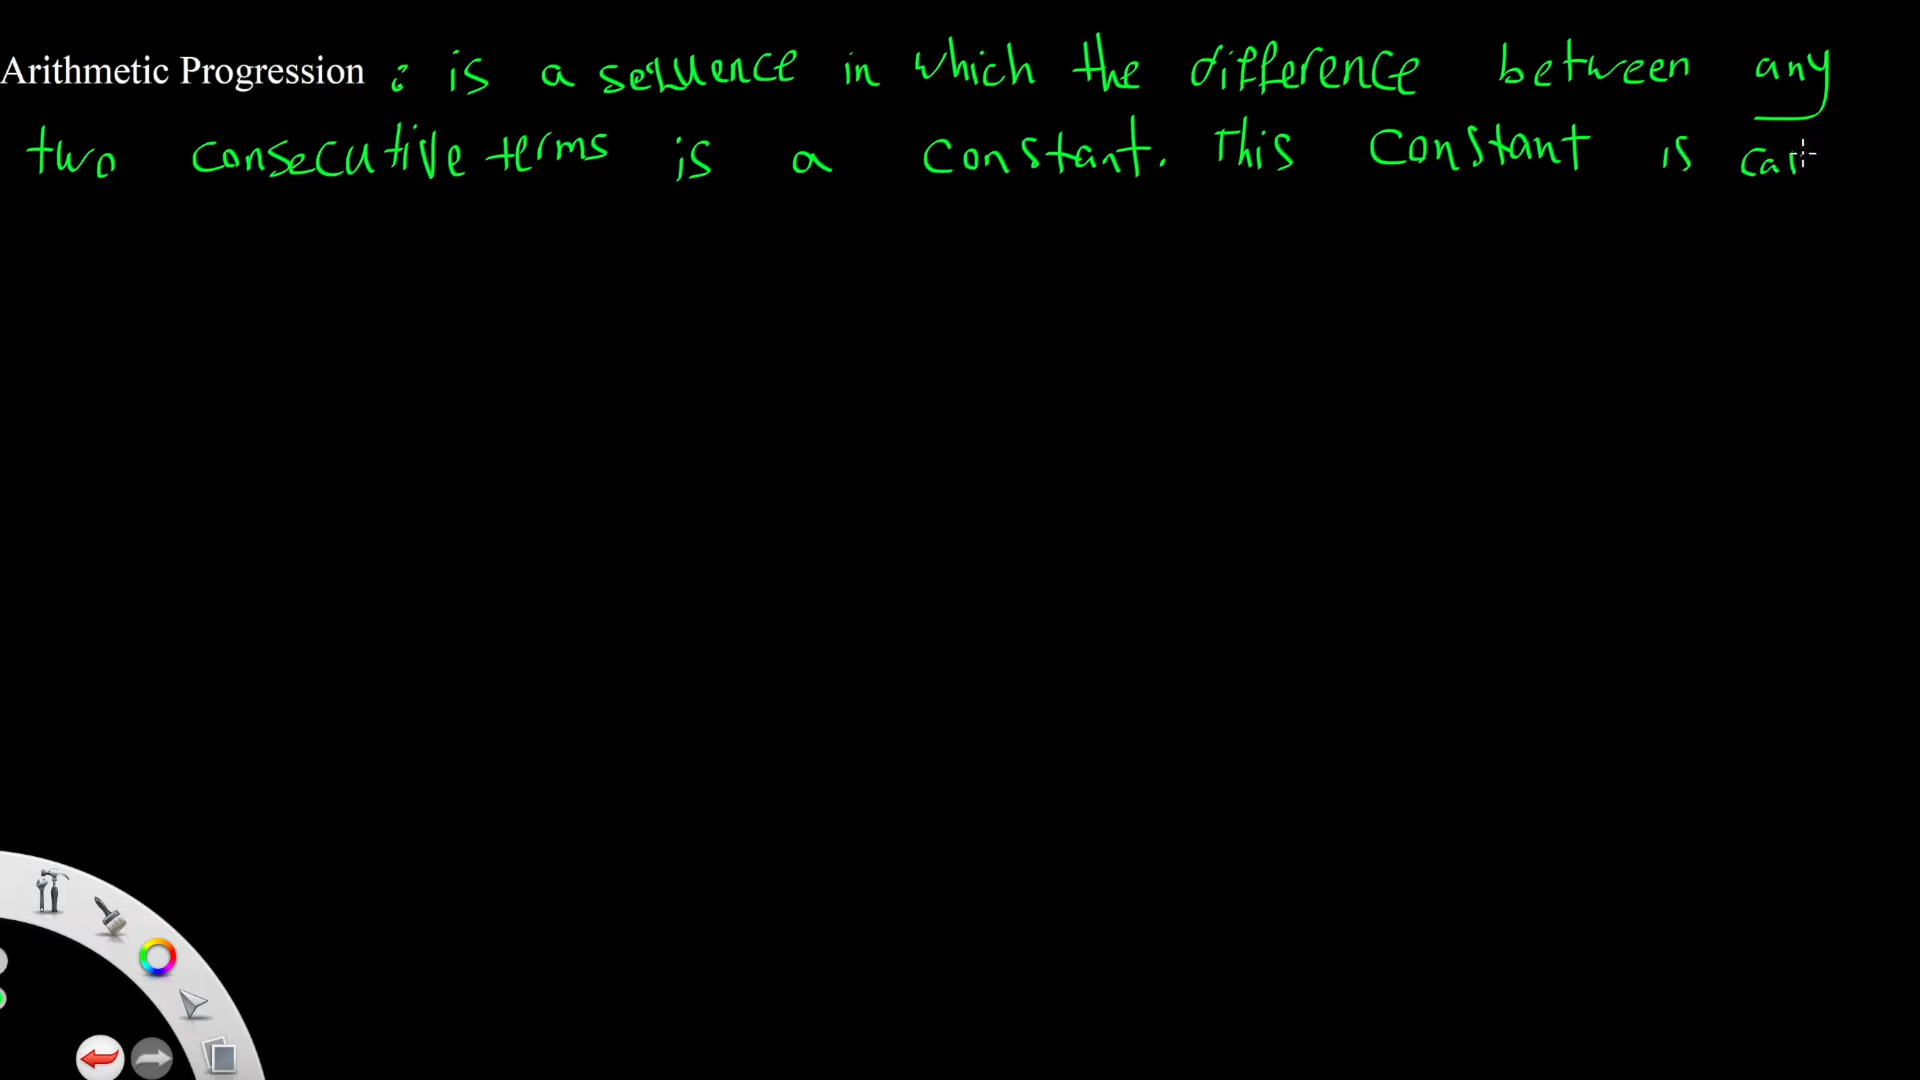 Arithmetic Progression : is a sequence in which the difference between any
two consecutive terms is a constant. This constant is